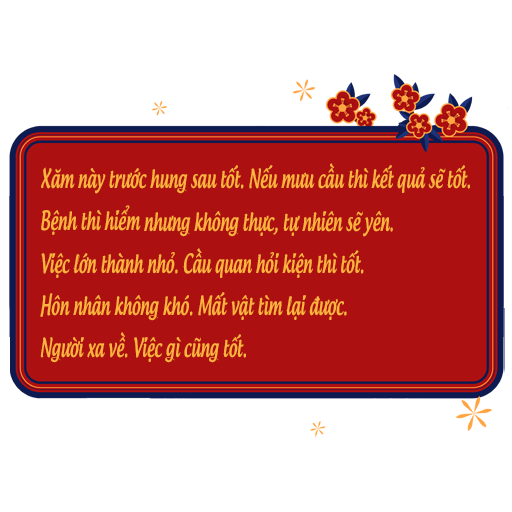 Xăm này trước hung sau tốt. Nếu mưu cầu thì kết quả sẽ tốt.
Bệnh thì hiểm nhưng không thực, tự nhiên sẽ yên.
Việc lớn thành nhỏ. Cầu quan hỏi kiện thì tốt.
Hôn nhân không khó. Mất vật tìm lại được.
Người xa về. Việc gì cũng tốt.